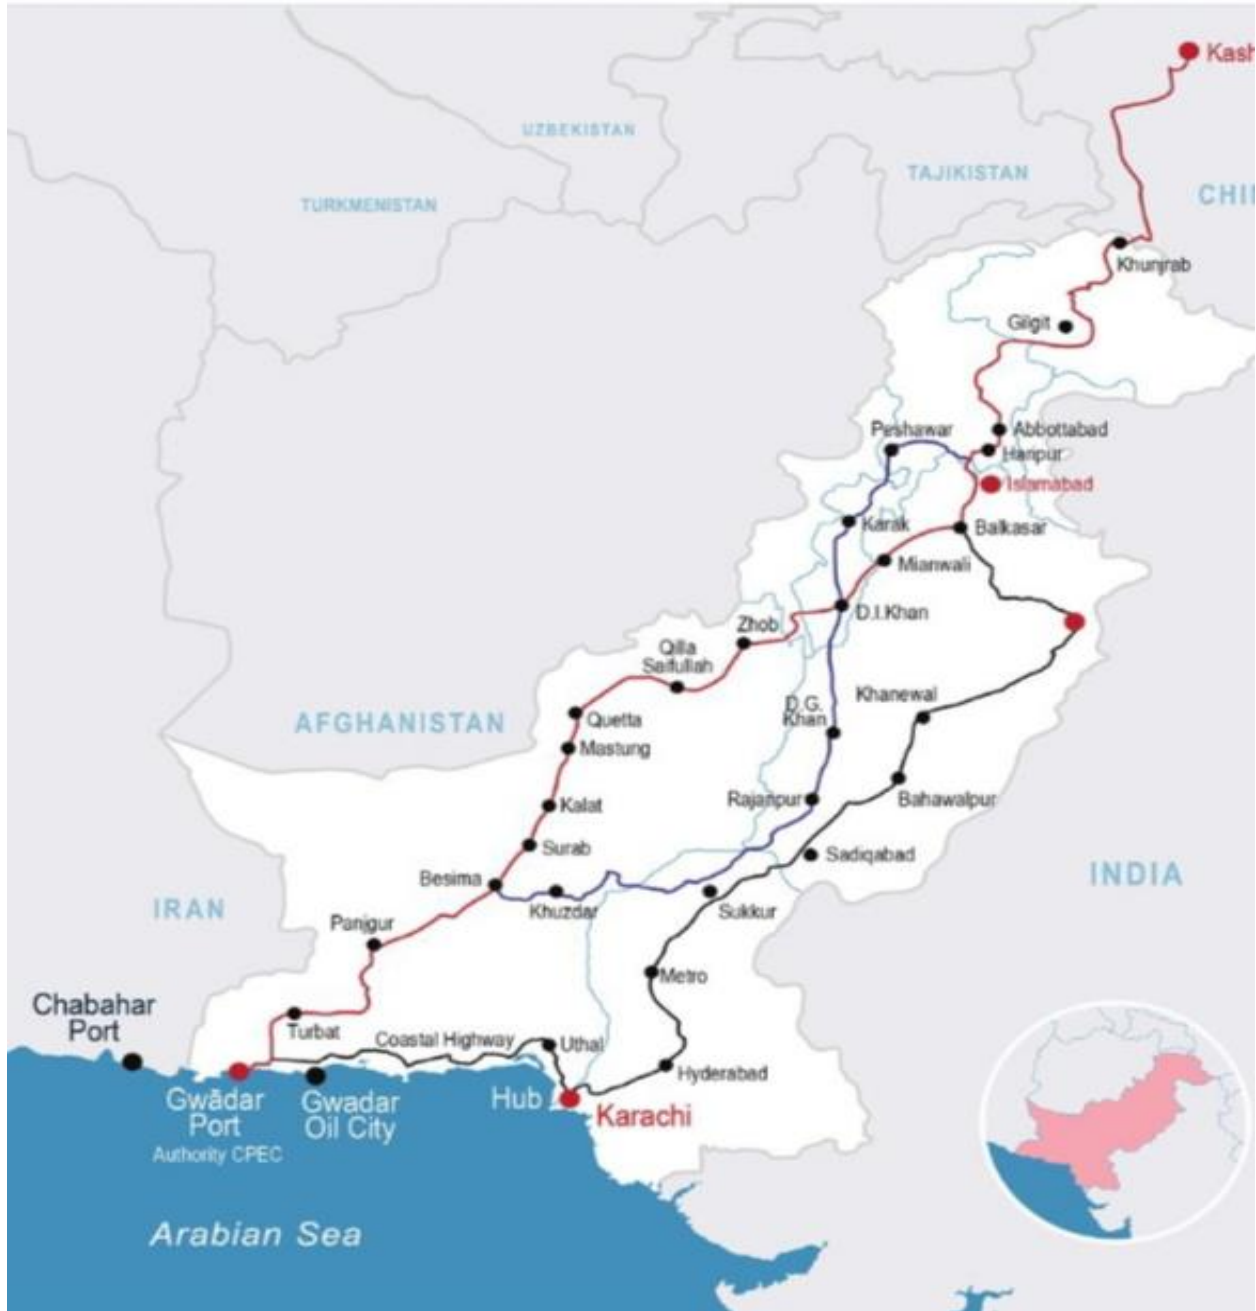 Kash
UZBEKISTAN
TAJIKISTAN
TURKMENISTAN
CHI
Khunjrab
Gilgit
Abbottabad
Peshawar
Haripur
Islamabad
Karak
Balkasar
Mianwali
D.I.Khan
Zhob
Qilla
Saifullah
Khanewal
D.G.
Khan
Quetta
AFGHANISTAN
Mastung
Rajanpur
Bahawalpur
Kalat
Surab
Sadiqabad
Besima
INDIA
IRAN
Khuzdar
Sukkur
Panjgur
Metro
Chabahar
Port
Turbat
Coastal Highway
Uthal
Hyderabad
Gwādar
Port
Authority CPEC
Gwadar
Oil City
Hub
Karachi
Arabian Sea